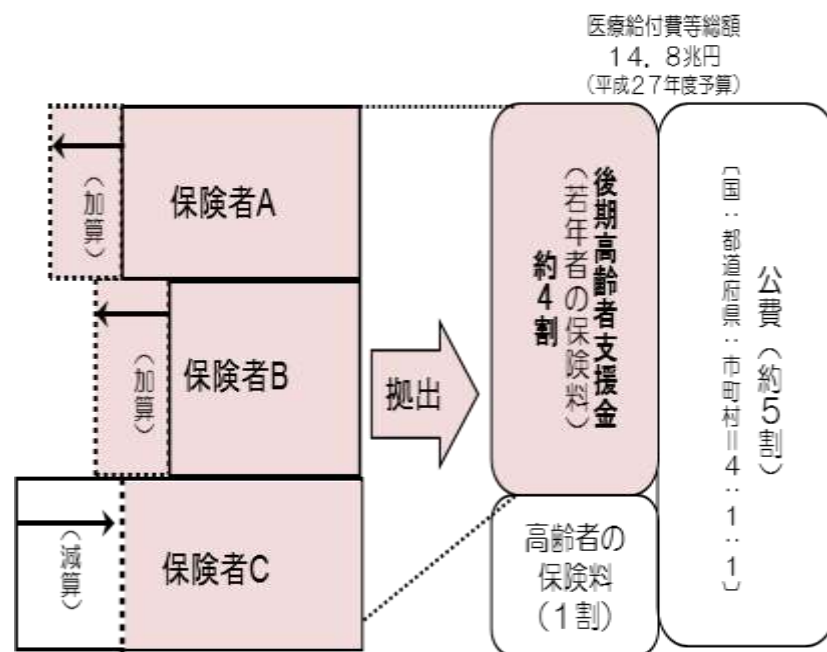 医療給付費等総額
１４．８兆円
（平成２７年度予算）
保険者A
（加算）
保険者B
（加算）
保険者C
（減算）
拠出
後期高齢者支援金
（若年者の保険料）
約４割
高齢者の
保険料
（１割）
公費（約５割）
〔国：都道府県：市町村＝４：１：１〕